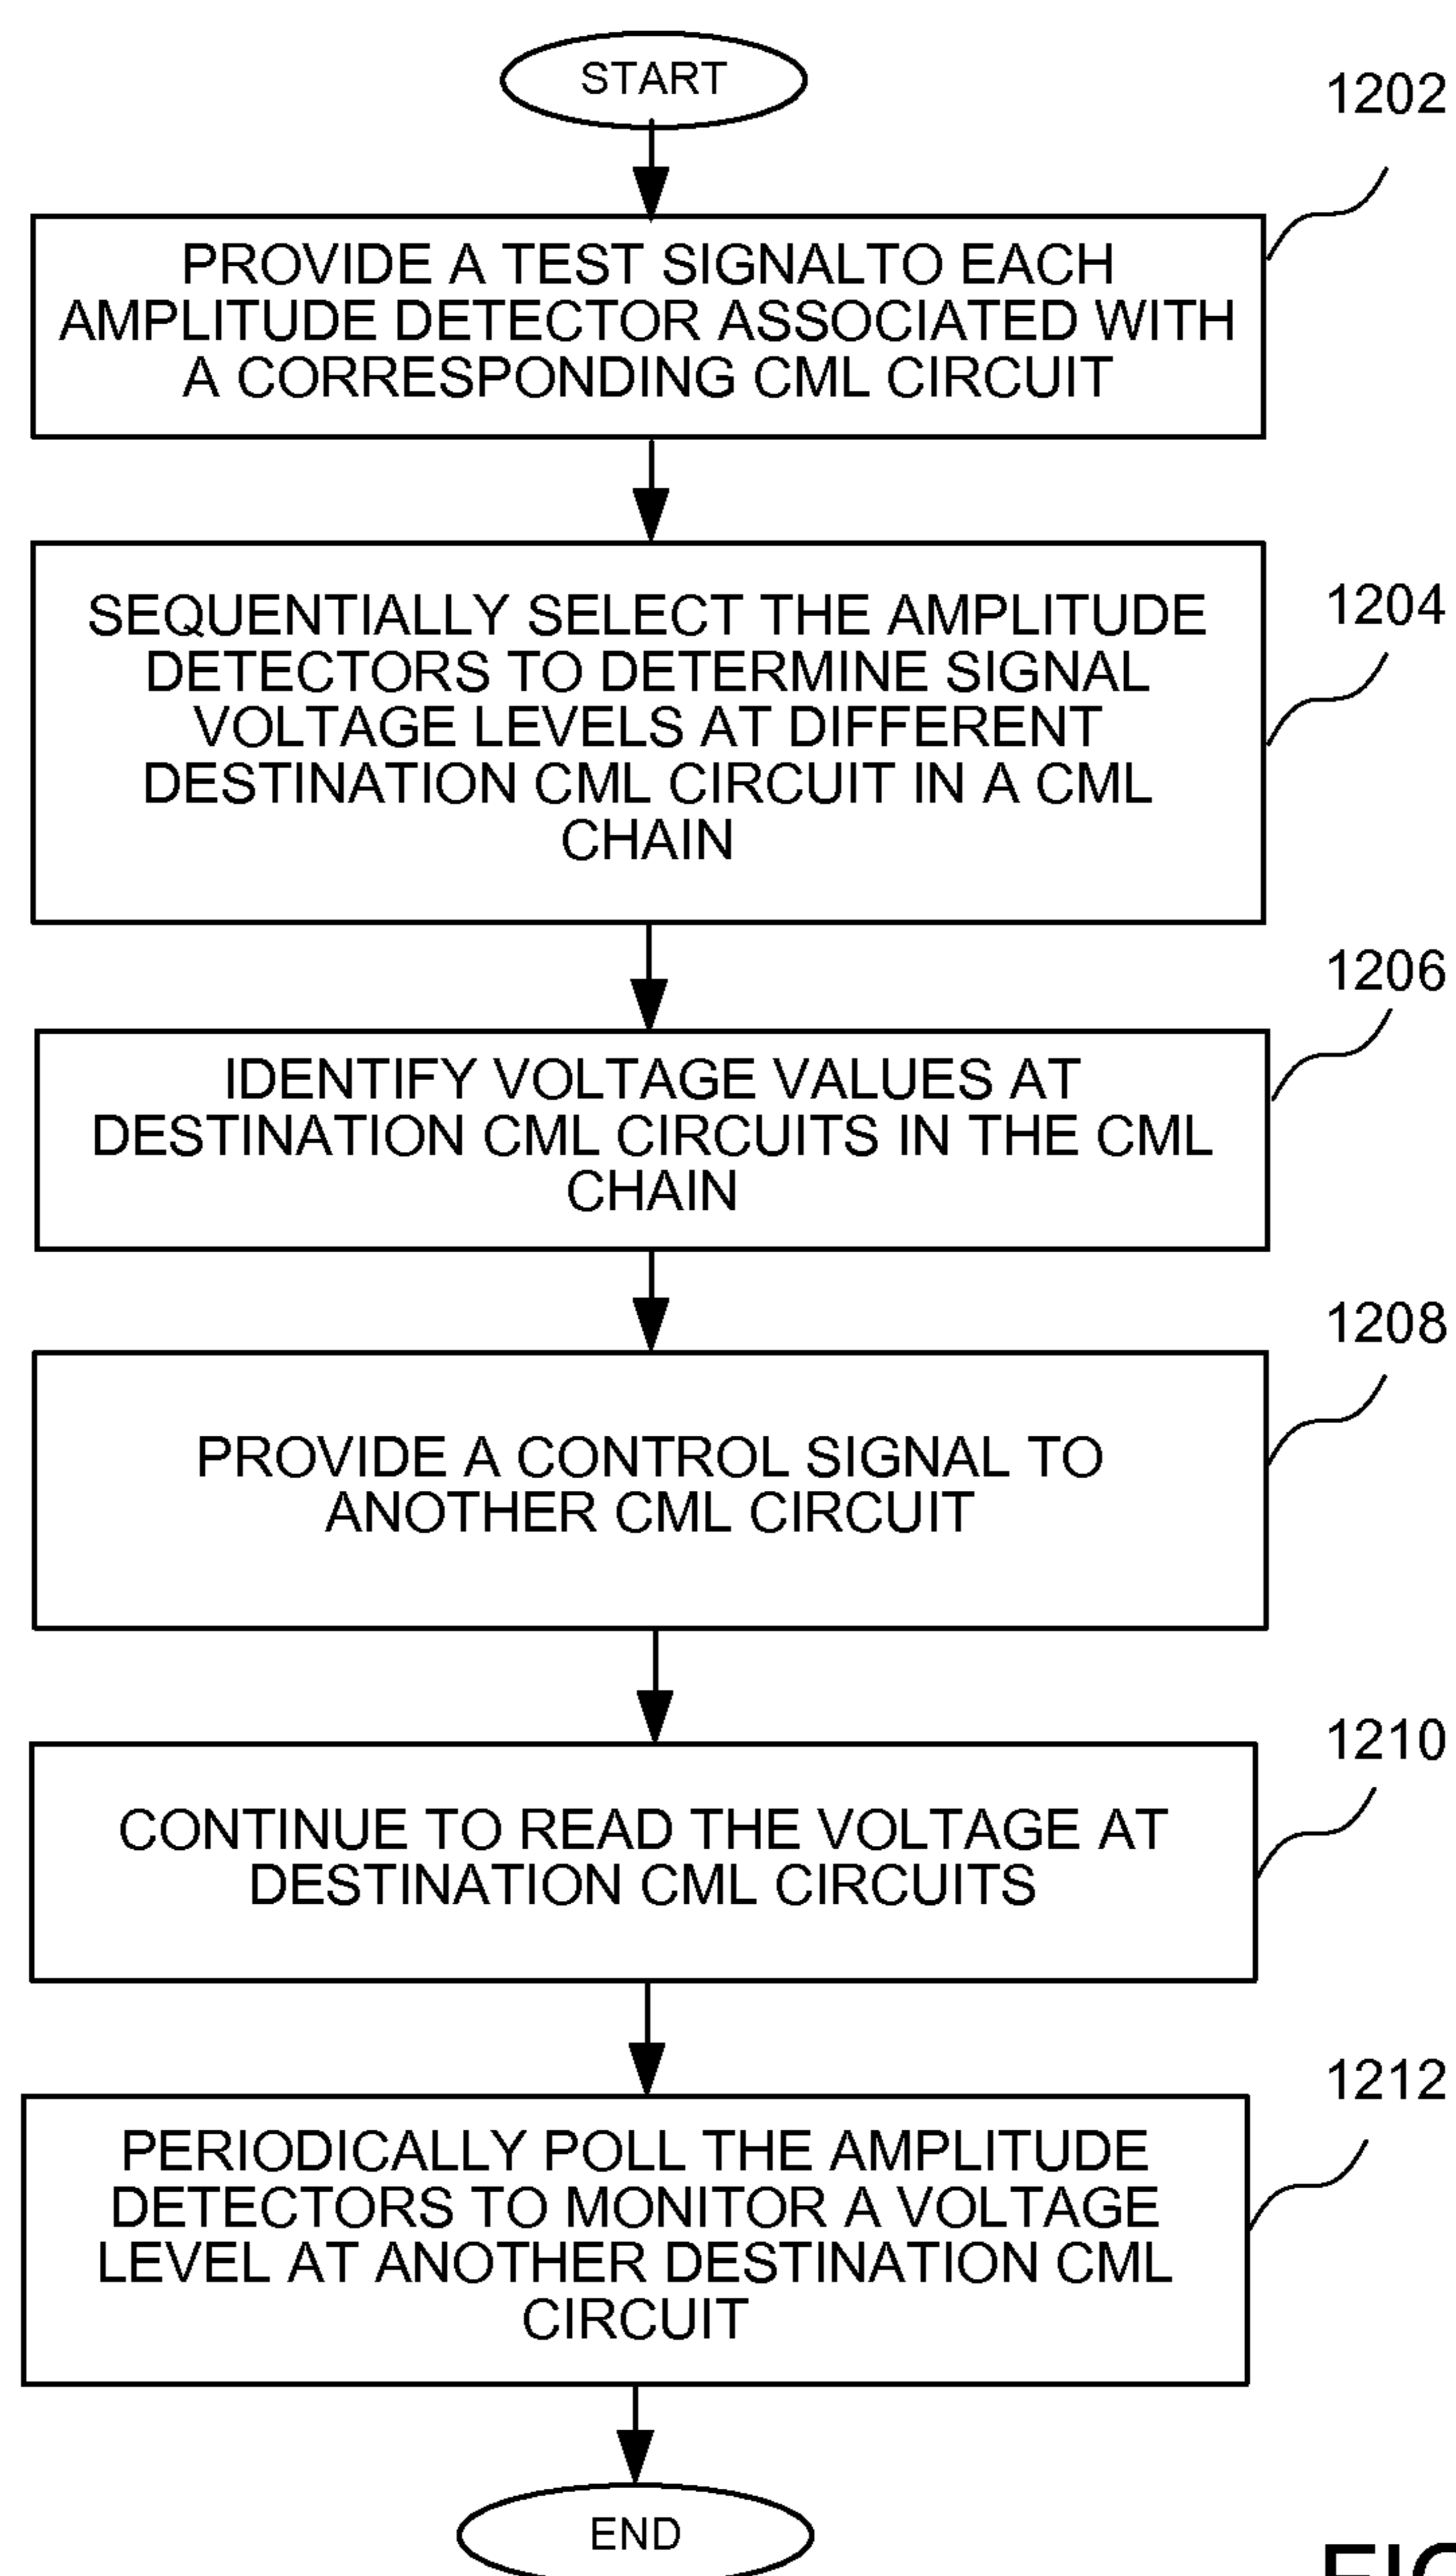 START
1202
PROVIDE A TEST SIGNALTO EACH
AMPLITUDE DETECTOR ASSOCIATED WITH
A CORRESPONDING CML CIRCUIT
1204
SEQUENTIALLY SELECT THE AMPLITUDE
DETECTORS TO DETERMINE SIGNAL
VOLTAGE LEVELS AT DIFFERENT
DESTINATION CML CIRCUIT IN A CML
CHAIN
1206
IDENTIFY VOLTAGE VALUES AT
DESTINATION CML CIRCUITS IN THE CML
CHAIN
1208
PROVIDE A CONTROL SIGNAL TO
ANOTHER CML CIRCUIT
1210
CONTINUE TO READ THE VOLTAGE AT
DESTINATION CML CIRCUITS
1212
PERIODICALLY POLL THE AMPLITUDE
DETECTORS TO MONITOR A VOLTAGE
LEVEL AT ANOTHER DESTINATION CML
CIRCUIT
END